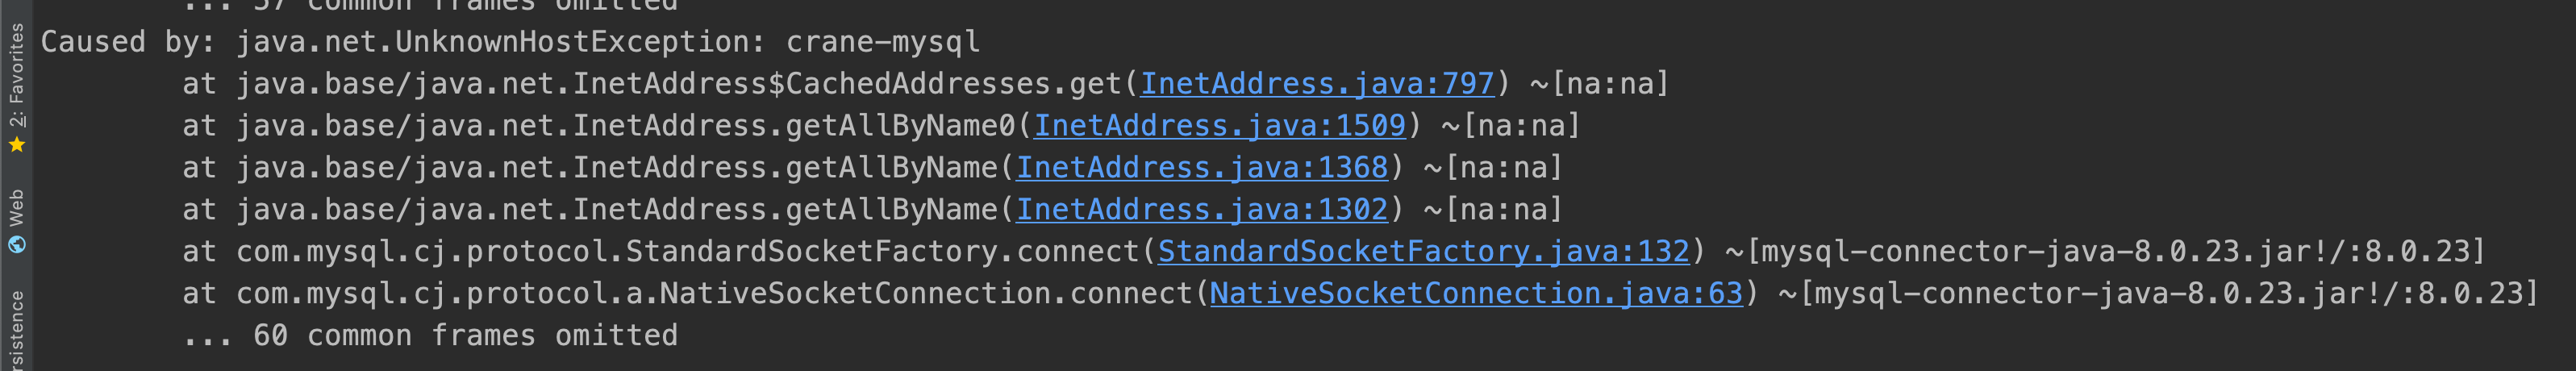 ... 57 common frames omitted
Caused by: java.net.UnknownHostException: crane-mysql
at java.base/java.net.InetAddress$CachedAddresses.get(InetAddress.java:797) ~[na:na]
at java.base/java.net.InetAddress.getAllByName0(InetAddress.java:1509) ~[na:na]
at java.base/java.net.InetAddress.getAllByName(InetAddress.java:1368) ~[na:na]
at java.base/java.net.InetAddress.getAllByName(InetAddress.java:1302) ~[na:na]
at com.mysql.cj.protocol.StandardSocketFactory.connect(StandardSocketFactory.java:132) ~[mysql-connector-java-8.0.23.jar!/:8.0.23]
at com.mysql.cj.protocol.a.NativeSocketConnection.connect(NativeSocketConnection.java:63) ~[mysql-connector-java-8.0.23.jar!/:8.0.23]
... 60 common frames omitted
2: Favorites
Web
rsistence